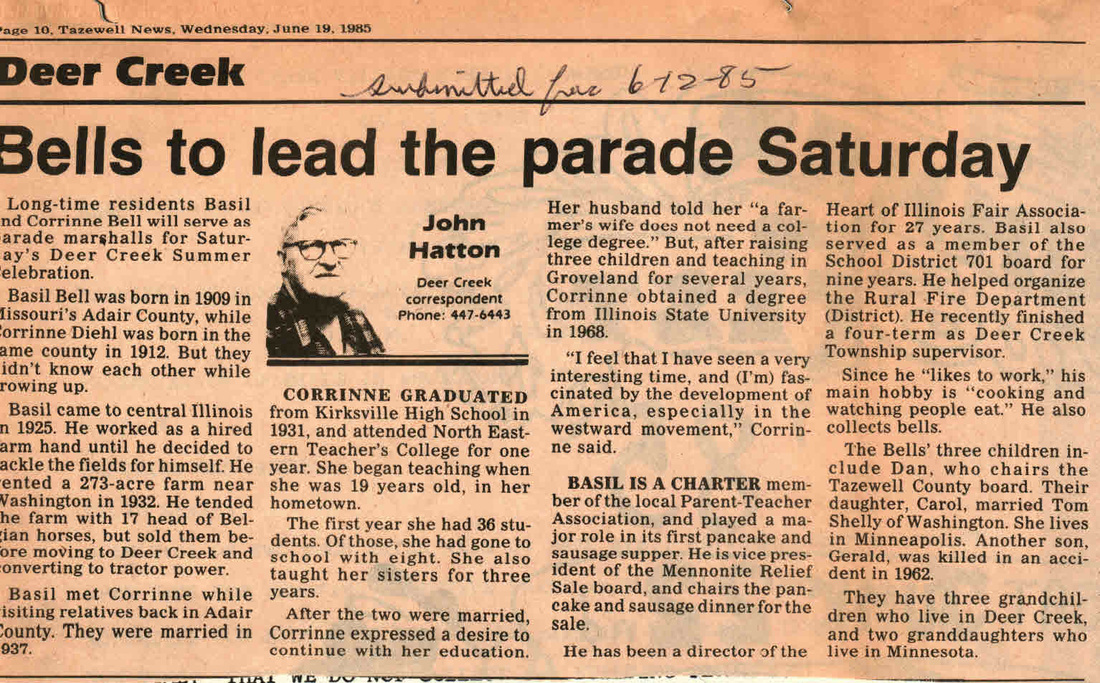 Page 10, Tazewell News, Wednesday, June 19, 1985
Deer Creek
submitted for 6-12-85
Bells to lead the parade Saturday
Long-time residents Basil
nd Corrinne Bell will serve as
arade marshalls for Satur-
ay's Deer Creek Summer
elebration.
Basil Bell was born in 1909 in
Missouri's Adair County, while
Corrinne Diehl was born in the
ame county in 1912. But they
idn't know each other while
rowing up.
Basil came to central Illinois
n 1925. He worked as a hired
arm hand until he decided to
ackle the fields for himself. He
ented a 273-acre farm near
Washington in 1932. He tended
he farm with 17 head of Bel-
gian horses, but sold them be-
ore moving to Deer Creek and
onverting to tractor power.
Basil met Corrinne while
isiting relatives back in Adair
County. They were married in
937.
John
Hatton
Deer Creek
correspondent
Phone: 447-6443
CORRINNE GRADUATED
from Kirksville High School in
1931, and attended North East-
ern Teacher's College for one
year. She began teaching when
she was 19 years old, in her
hometown.
The first year she had 36 stu-
dents. Of those, she had gone to
school with eight. She also
taught her sisters for three
years.
After the two were married,
Corrinne expressed a desire to
continue with her education.
Her husband told her "a far-
mer's wife does not need a col-
lege degree." But, after raising
three children and teaching in
Groveland for several years,
Corrinne obtained a degree
from Illinois State University
in 1968.
"I feel that I have seen a very
interesting time, and (I'm) fas-
cinated by the development of
America, especially in the
westward movement," Corrin-
ne said.
BASIL IS A CHARTER mem-
ber of the local Parent-Teacher
Association, and played a ma-
jor role in its first pancake and
sausage supper. He is vice pres-
ident of the Mennonite Relief
Sale board, and chairs the pan-
cake and sausage dinner for the
sale.
He has been a director of the
Heart of Illinois Fair Associa-
tion for 27 years. Basil also
served as a member of the
School District 701 board for
nine years. He helped organize
the Rural Fire Department
(District). He recently finished
a four-term as Deer Creek
Township supervisor.
Since he "likes to work," his
main hobby is "cooking and
watching people eat." He also
collects bells.
The Bells' three children in-
clude Dan, who chairs the
Tazewell County board. Their
daughter, Carol, married Tom
Shelly of Washington. She lives
in Minneapolis. Another son,
Gerald, was killed in an acci-
dent in 1962.
They have three grandchil-
dren who live in Deer Creek,
and two granddaughters who
live in Minnesota.
THAT WE DO NOT